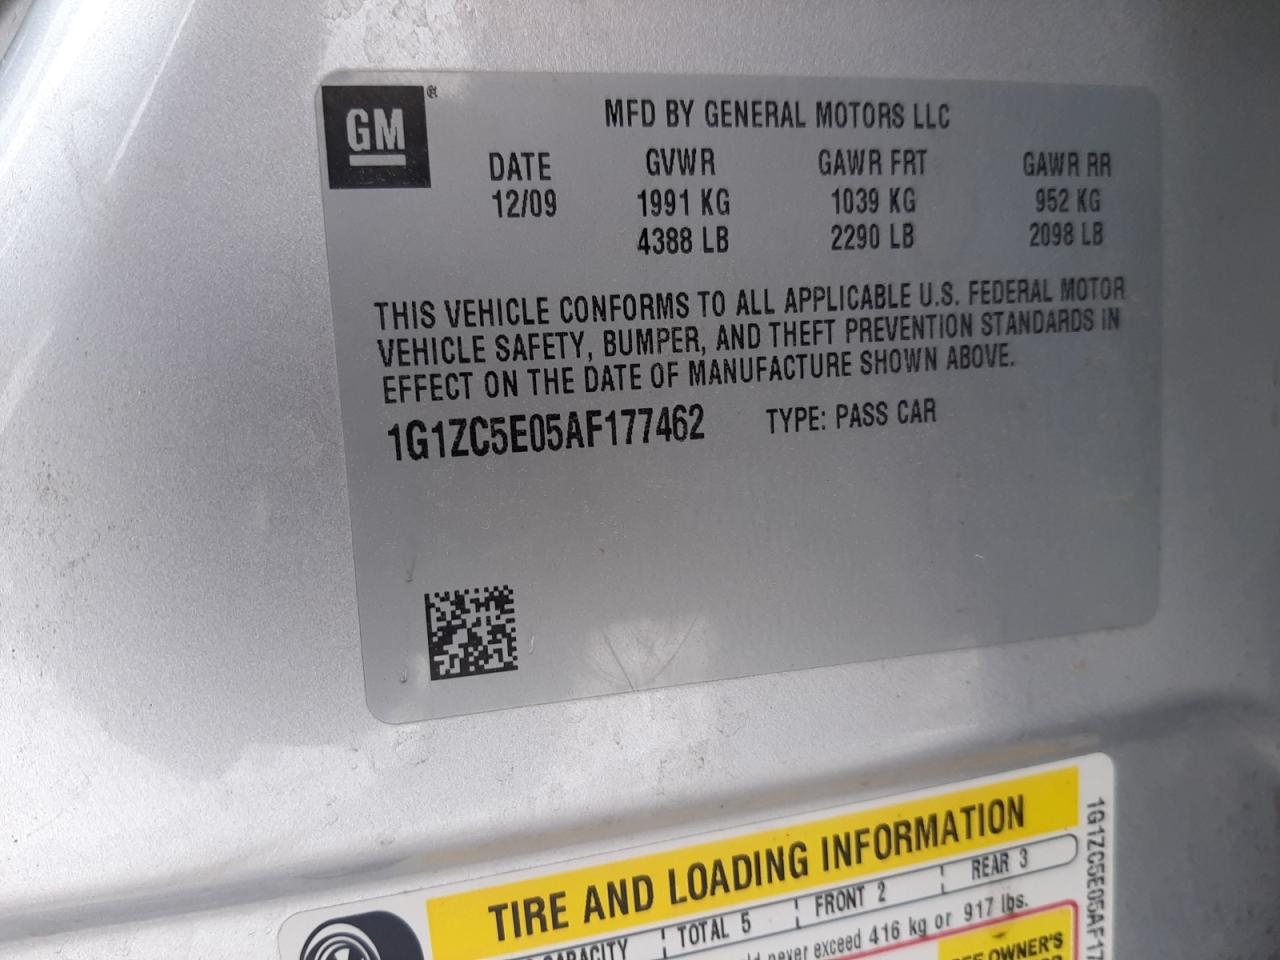 GM®
MFD BY GENERAL MOTORS LLC
DATE GVWR GAWR FRT GAWR RR
12/09 1991 KG 1039 KG 952 KG
4388 LB 2290 LB 2098 LB
THIS VEHICLE CONFORMS TO ALL APPLICABLE U.S. FEDERAL MOTOR
VEHICLE SAFETY, BUMPER, AND THEFT PREVENTION STANDARDS IN
EFFECT ON THE DATE OF MANUFACTURE SHOWN ABOVE.
1G1ZC5E05AF177462 TYPE: PASS CAR
TIRE AND LOADING INFORMATION
TOTAL 5 FRONT 2 REAR 3
never exceed 416 kg or 917 lbs.
OWNER'S
1G1ZC5E05AF17